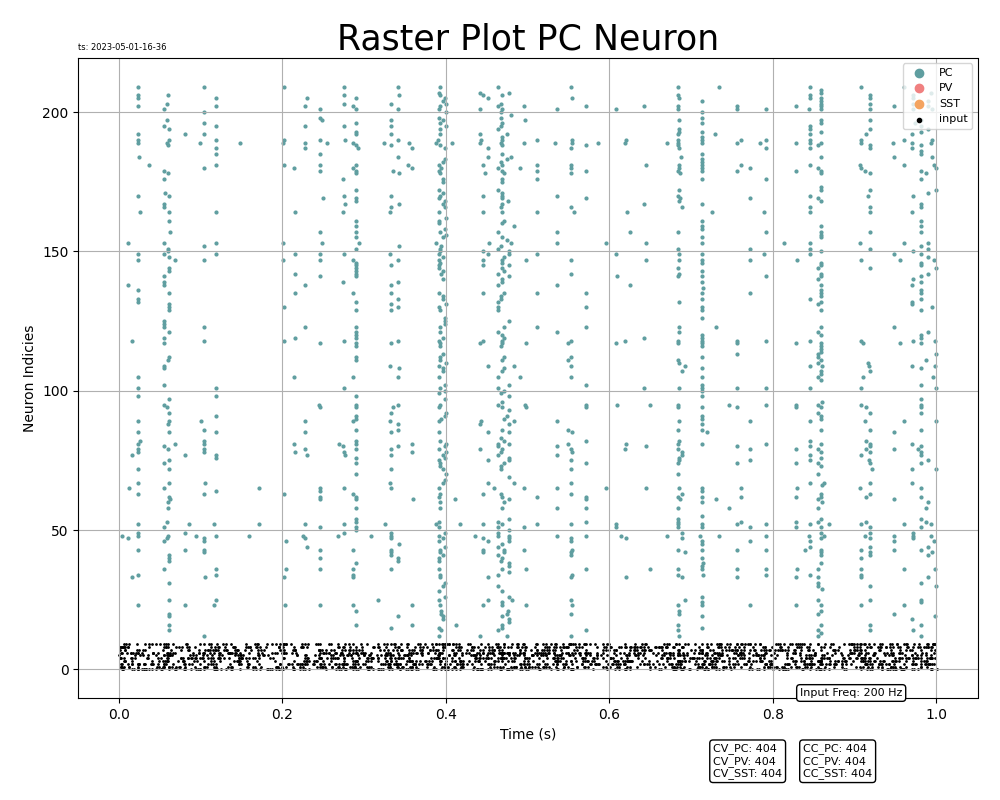 Raster Plot PC Neuron
ts: 2023-05-01-16-36
PC
PV
SST
input
200
150
100
50
0
Neuron Indicies
0.0 0.2 0.4 0.6 0.8 1.0
Time (s)
Input Freq: 200 Hz
CV_PC: 404
CV_PV: 404
CV_SST: 404
CC_PC: 404
CC_PV: 404
CC_SST: 404